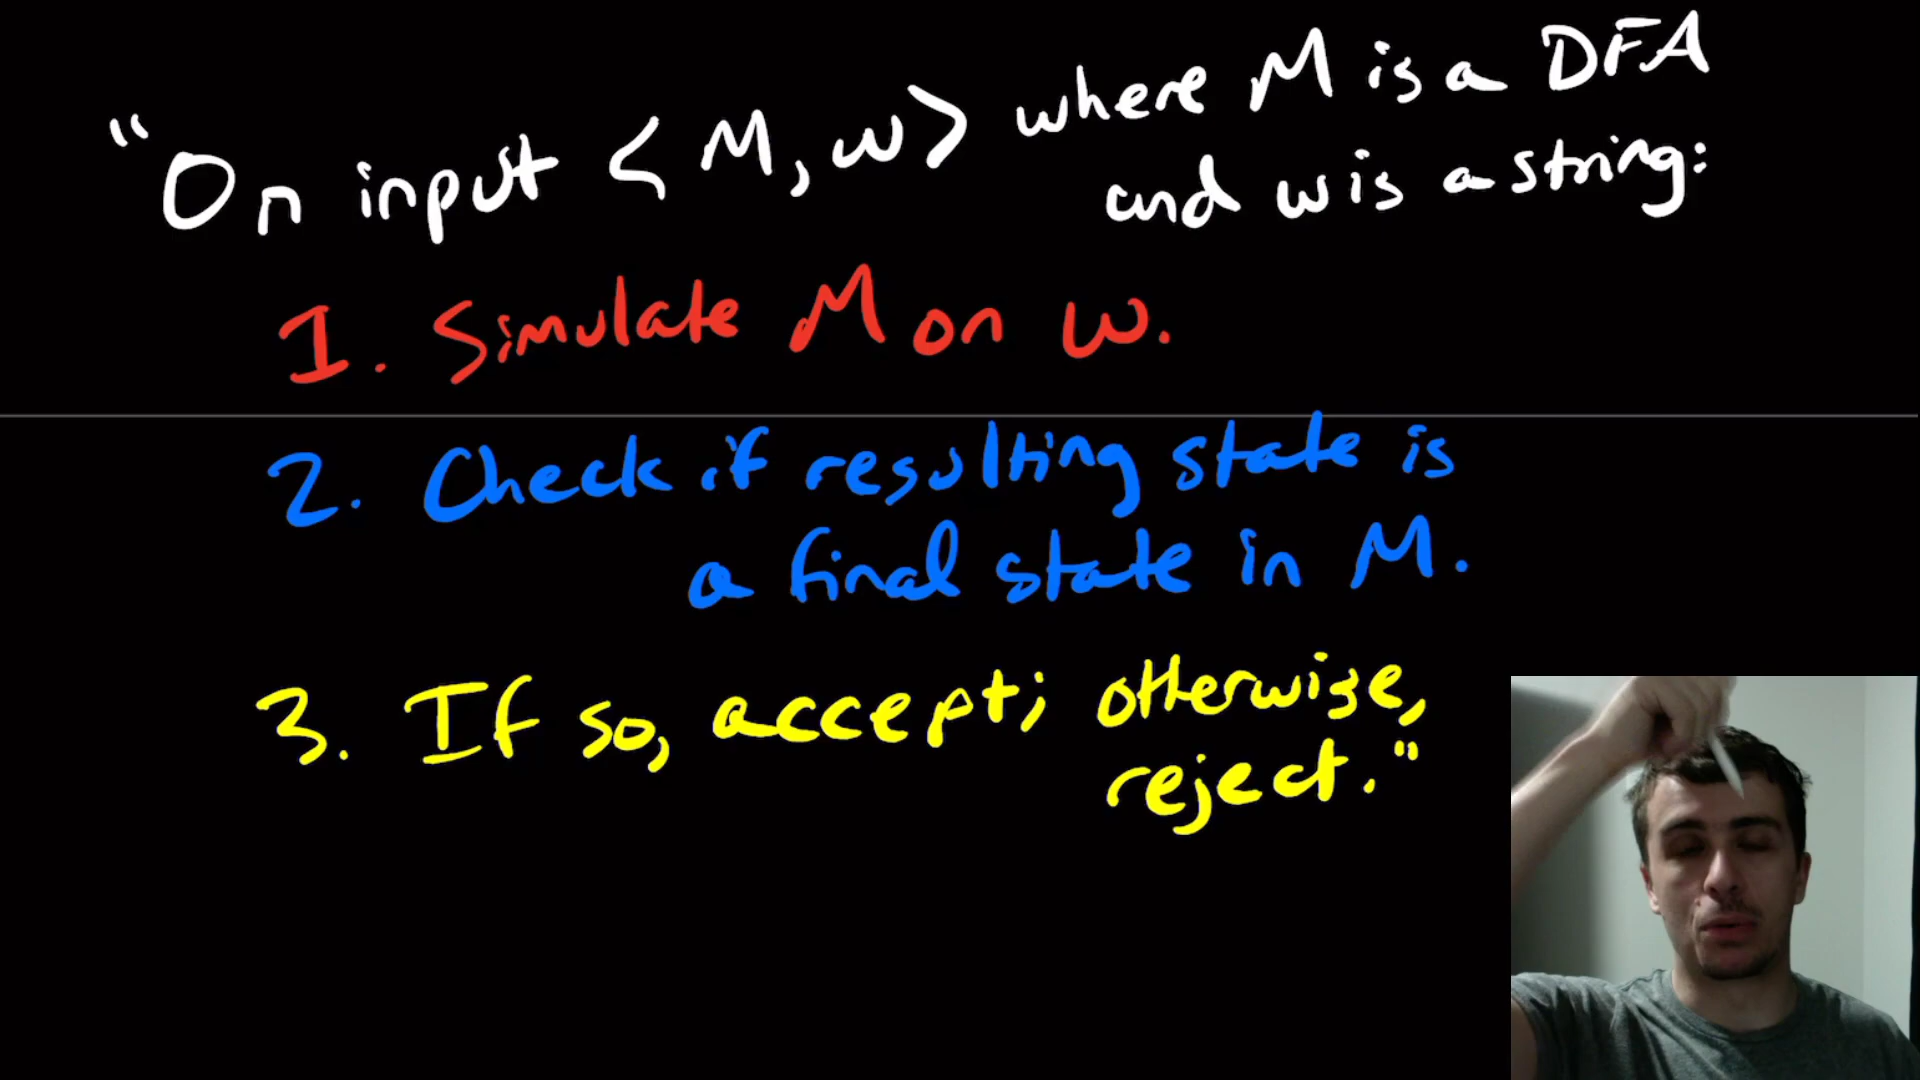 "On input < M, w> where M is a DFA
and w is a string:
1. Simulate M on w.
2. Check if resulting state is
a final state in M.
3. If so, accept; otherwise,
reject."